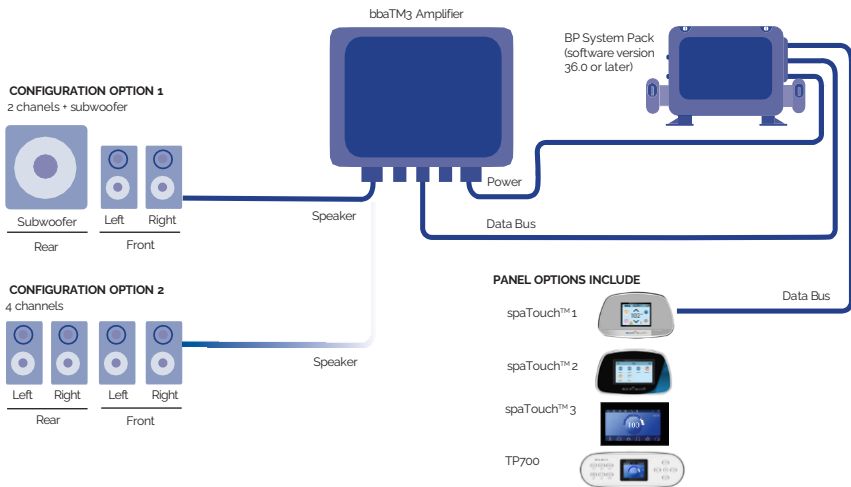 bbaTM3 Amplifier
BP System Pack
(software version
36.0 or later)
CONFIGURATION OPTION 1
2 chanels + subwoofer
Subwoofer
Left
Right
Rear
Front
Speaker
Power
Data Bus
CONFIGURATION OPTION 2
4 channels
Left
Right
Left
Right
Rear
Front
Speaker
PANEL OPTIONS INCLUDE
Data Bus
spaTouch™ 1
spaTouch™ 2
spaTouch™ 3
TP700